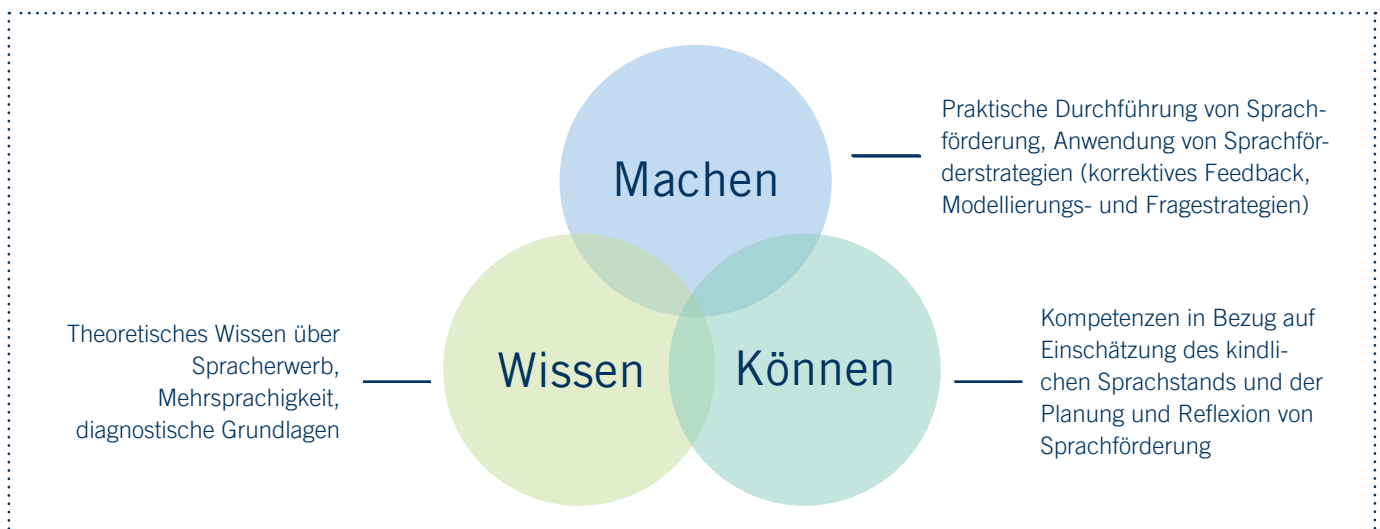 Machen
Praktische Durchführung von Sprach-
förderung, Anwendung von Sprachför-
derstrategien (korrektives Feedback,
Modellierungs- und Fragestrategien)
Theoretisches Wissen über
Spracherwerb,
Mehrsprachigkeit,
diagnostische Grundlagen
Wissen
Können
Kompetenzen in Bezug auf
Einschätzung des kindli-
chen Sprachstands und der
Planung und Reflexion von
Sprachförderung